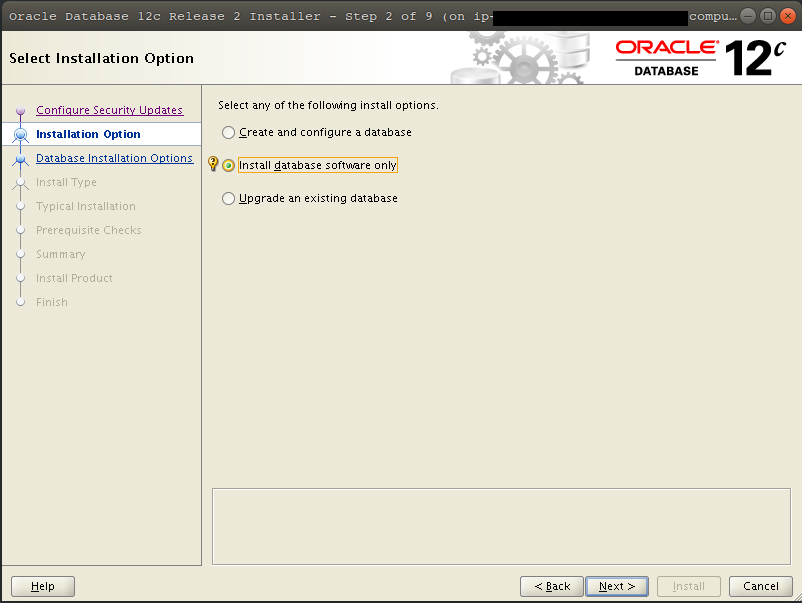 Oracle Database 12c Release 2 Installer - Step 2 of 9 (on ip- compu...
Select Installation Option
ORACLE®
DATABASE
12c
Configure Security Updates
Installation Option
Database Installation Options
Install Type
Typical Installation
Prerequisite Checks
Summary
Install Product
Finish
Select any of the following install options.
Create and configure a database
Install database software only
Upgrade an existing database
Help
< Back
Next >
Install
Cancel